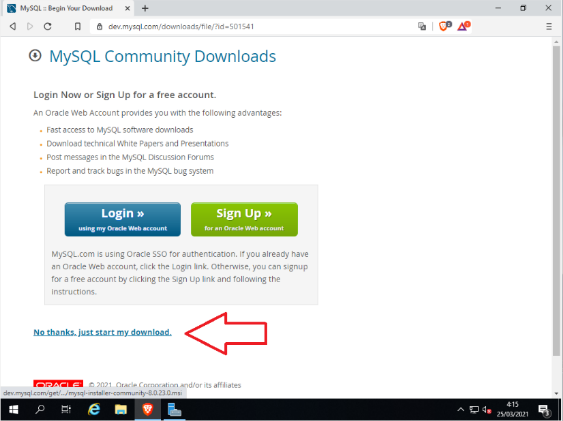 MySQL :: Begin Your Download
dev.mysql.com/downloads/file/?id=501541
MySQL Community Downloads
Login Now or Sign Up for a free account.
An Oracle Web Account provides you with the following advantages:
Fast access to MySQL software downloads
Download technical White Papers and Presentations
Post messages in the MySQL Discussion Forums
Report and track bugs in the MySQL bug system
Login »
using my Oracle Web account
Sign Up »
for an Oracle Web account
MySQL.com is using Oracle SSO for authentication. If you already have
an Oracle Web account, click the Login link. Otherwise, you can signup
for a free account by clicking the Sign Up link and following the
instructions.
No thanks, just start my download.
ORACLE © 2021, Oracle Corporation and/or its affiliates
dev.mysql.com/get/.../mysql-installer-community-8.0.23.0.msi
4:15
25/03/2021